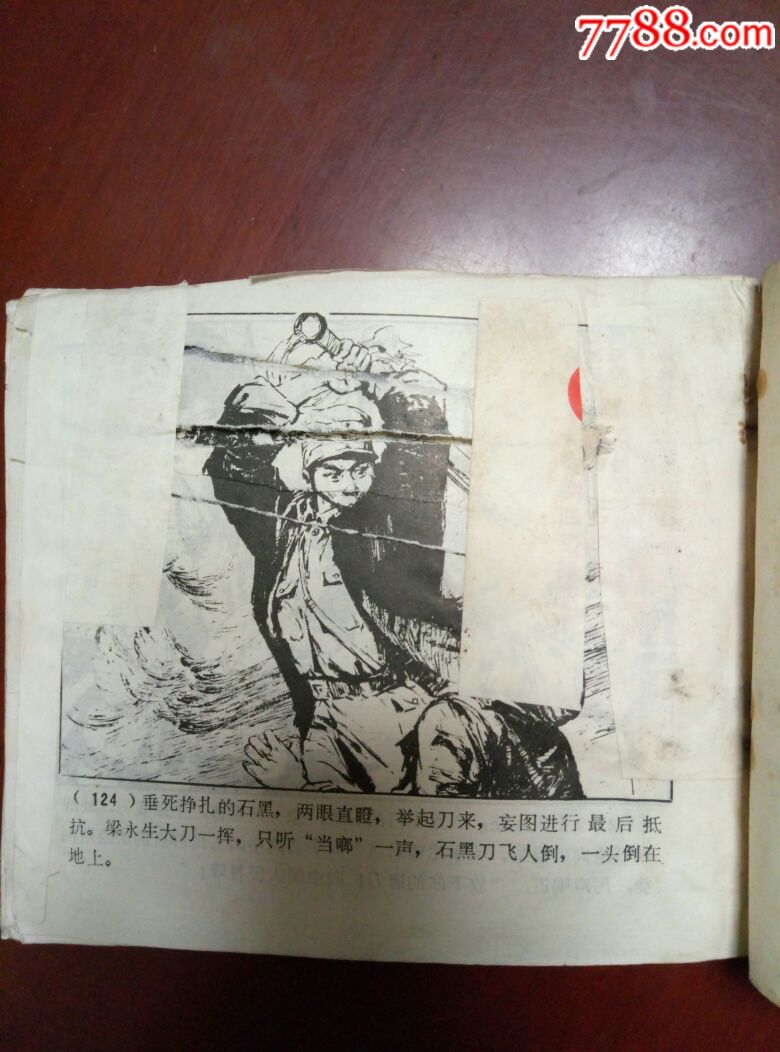 7788.com
（124）垂死挣扎的石黑，两眼直瞪，举起刀来，妄图进行最后抵
抗。梁永生大刀一挥，只听“当啷”一声，石黑刀飞人倒，一头倒在
地上。